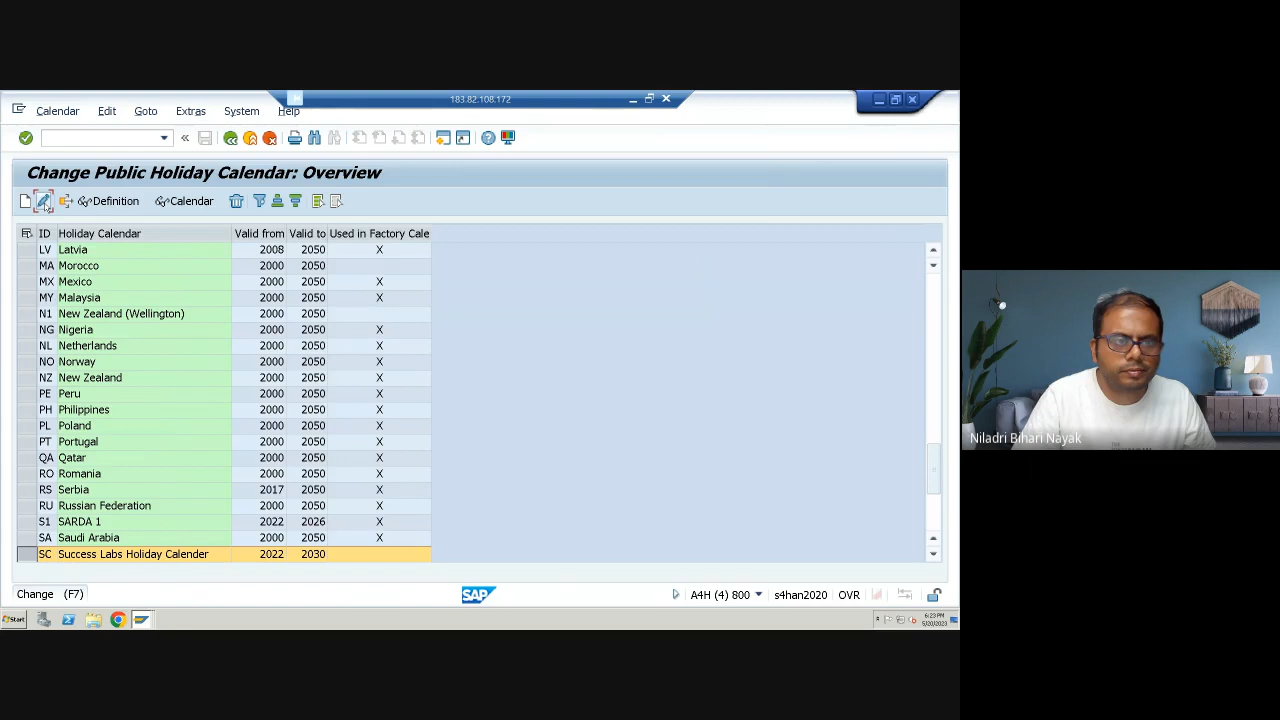 183.82.108.172
Calendar Edit Goto Extras System Help
Change Public Holiday Calendar: Overview
Definition Calendar
ID Holiday Calendar Valid from Valid to Used in Factory Cale
LV Latvia 2008 2050 X
MA Morocco 2000 2050
MX Mexico 2000 2050 X
MY Malaysia 2000 2050 X
N1 New Zealand (Wellington) 2000 2050
NG Nigeria 2000 2050 X
NL Netherlands 2000 2050 X
NO Norway 2000 2050 X
NZ New Zealand 2000 2050 X
PE Peru 2000 2050 X
PH Philippines 2000 2050 X
PL Poland 2000 2050 X
PT Portugal 2000 2050 X
QA Qatar 2000 2050 X
RO Romania 2000 2050 X
RS Serbia 2017 2050 X
RU Russian Federation 2000 2050 X
S1 SARDA 1 2022 2026 X
SA Saudi Arabia 2000 2050 X
SC Success Labs Holiday Calender 2022 2030
Change (F7) SAP A4H (4) 800 s4han2020 OVR
Start 6:23 PM
5/20/2023
Niladri Bihari Nayak